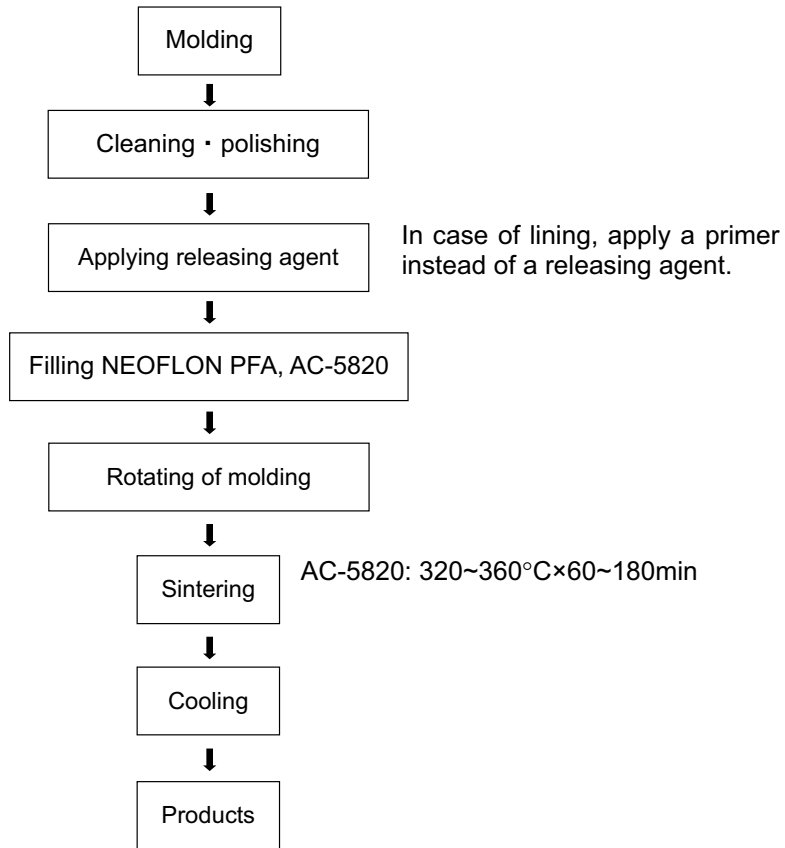 Molding
Cleaning・polishing
Applying releasing agent
In case of lining, apply a primer
instead of a releasing agent.
Filling NEOFLON PFA, AC-5820
Rotating of molding
Sintering
AC-5820: 320~360°C×60~180min
Cooling
Products